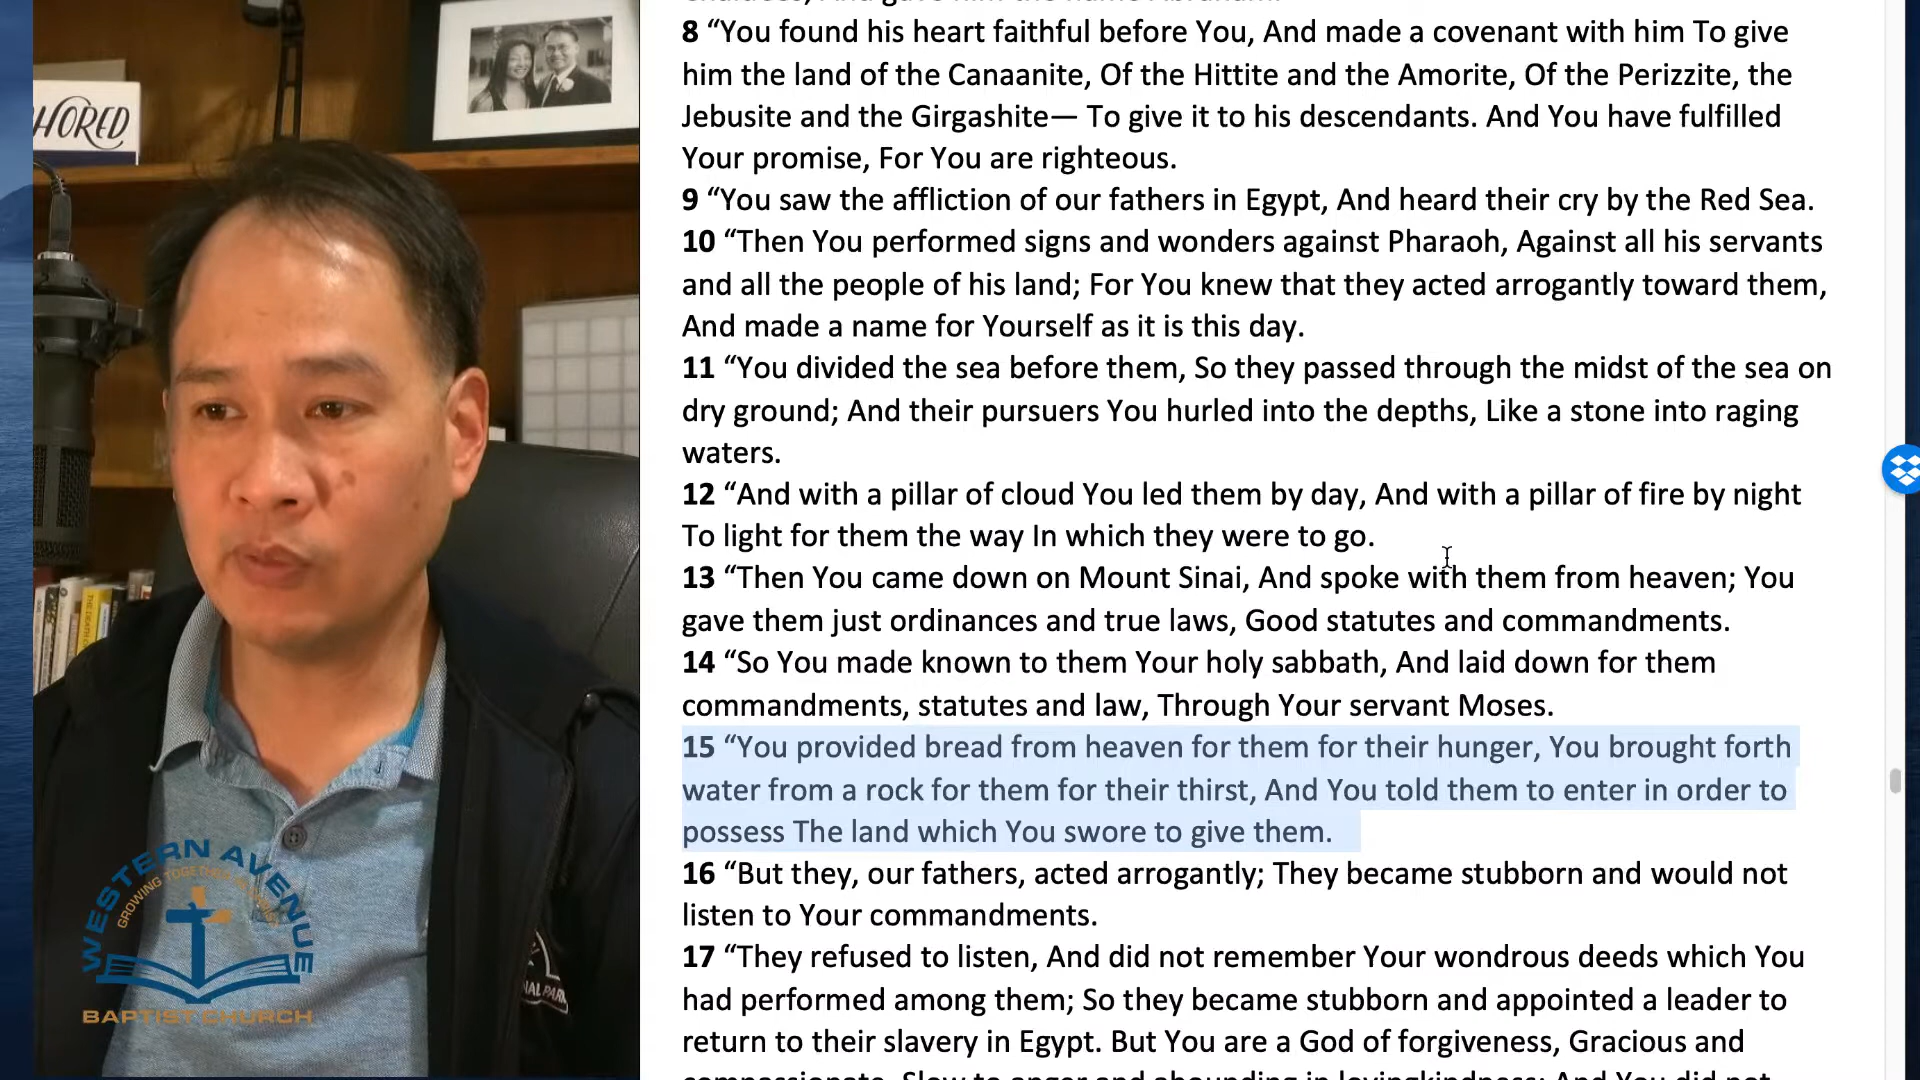 HORED
WESTERN AVENUE
GROWING TOGETHER
BAPTIST CHURCH
8 “You found his heart faithful before You, And made a covenant with him To give
him the land of the Canaanite, Of the Hittite and the Amorite, Of the Perizzite, the
Jebusite and the Girgashite— To give it to his descendants. And You have fulfilled
Your promise, For You are righteous.
9 “You saw the affliction of our fathers in Egypt, And heard their cry by the Red Sea.
10 “Then You performed signs and wonders against Pharaoh, Against all his servants
and all the people of his land; For You knew that they acted arrogantly toward them,
And made a name for Yourself as it is this day.
11 “You divided the sea before them, So they passed through the midst of the sea on
dry ground; And their pursuers You hurled into the depths, Like a stone into raging
waters.
12 “And with a pillar of cloud You led them by day, And with a pillar of fire by night
To light for them the way In which they were to go.
13 “Then You came down on Mount Sinai, And spoke with them from heaven; You
gave them just ordinances and true laws, Good statutes and commandments.
14 “So You made known to them Your holy sabbath, And laid down for them
commandments, statutes and law, Through Your servant Moses.
15 “You provided bread from heaven for them for their hunger, You brought forth
water from a rock for them for their thirst, And You told them to enter in order to
possess The land which You swore to give them.
16 “But they, our fathers, acted arrogantly; They became stubborn and would not
listen to Your commandments.
17 “They refused to listen, And did not remember Your wondrous deeds which You
had performed among them; So they became stubborn and appointed a leader to
return to their slavery in Egypt. But You are a God of forgiveness, Gracious and